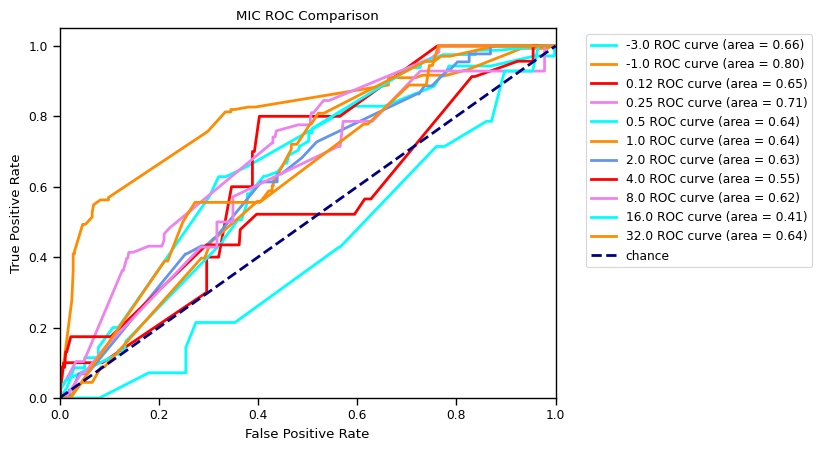 MIC ROC Comparison
True Positive Rate
1.0
0.8
0.6
0.4
0.2
0.0
0.0 0.2 0.4 0.6 0.8 1.0
False Positive Rate
-3.0 ROC curve (area = 0.66)
-1.0 ROC curve (area = 0.80)
0.12 ROC curve (area = 0.65)
0.25 ROC curve (area = 0.71)
0.5 ROC curve (area = 0.64)
1.0 ROC curve (area = 0.64)
2.0 ROC curve (area = 0.63)
4.0 ROC curve (area = 0.55)
8.0 ROC curve (area = 0.62)
16.0 ROC curve (area = 0.41)
32.0 ROC curve (area = 0.64)
chance